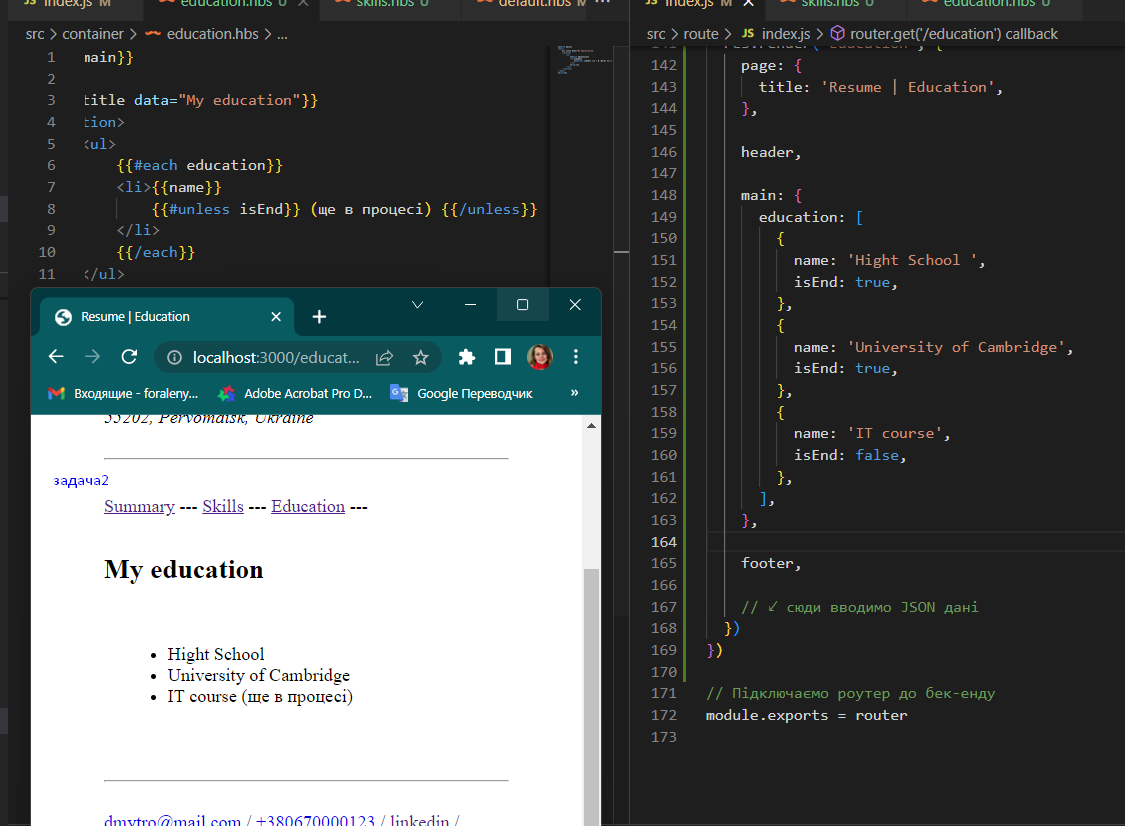 index.js M
education.hbs U
skills.hbs U
default.hbs M ...
src > container > education.hbs > ...
1 main}}
2
3 title data="My education"}}
4 tion>
5 <ul>
6 {{#each education}}
7 <li>{{name}}
8 {{#unless isEnd}} (ще в процесі) {{/unless}}
9 </li>
10 {{/each}}
11 </ul>
Resume | Education
localhost:3000/educat...
Входящие - foraleny...
Adobe Acrobat Pro D...
Google Переводчик
»
55202, Pervomaisk, Ukraine
задача2
Summary --- Skills --- Education ---
My education
• Hight School
• University of Cambridge
• IT course (ще в процесі)
dmytro@mail.com / +380670000123 / linkedin /
JS index.js M
skills.hbs U
education.hbs U
src > route > JS index.js > router.get('/education') callback
141 res.render('education', {
142 page: {
143 title: 'Resume | Education',
144 },
145
146 header,
147
148 main: {
149 education: [
150 {
151 name: 'Hight School ',
152 isEnd: true,
153 },
154 {
155 name: 'University of Cambridge',
156 isEnd: true,
157 },
158 {
159 name: 'IT course',
160 isEnd: false,
161 },
162 ],
163 },
164
165 footer,
166
167 // ↙ сюди вводимо JSON дані
168 })
169 })
170
171 // Підключаємо роутер до бек-енду
172 module.exports = router
173